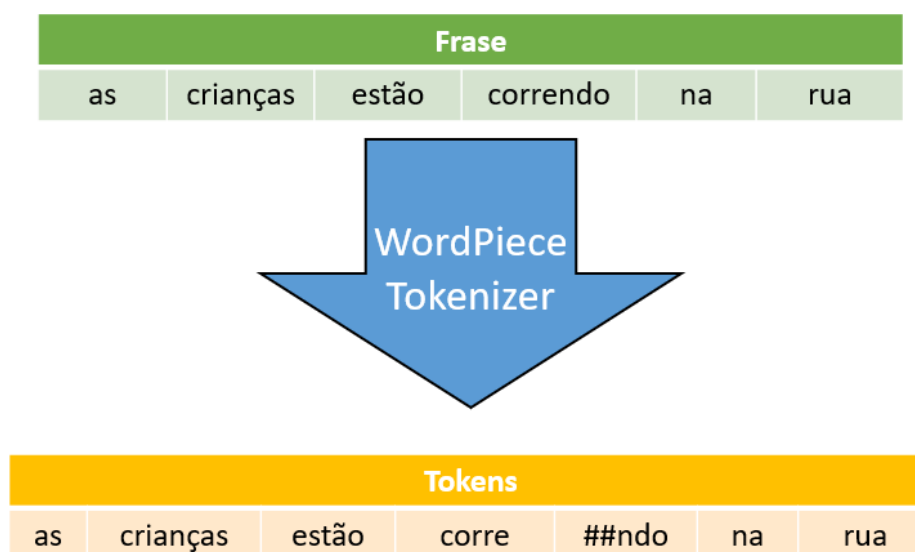 Frase
as crianças estão correndo na rua
WordPiece
Tokenizer
Tokens
as crianças estão corre ##ndo na rua